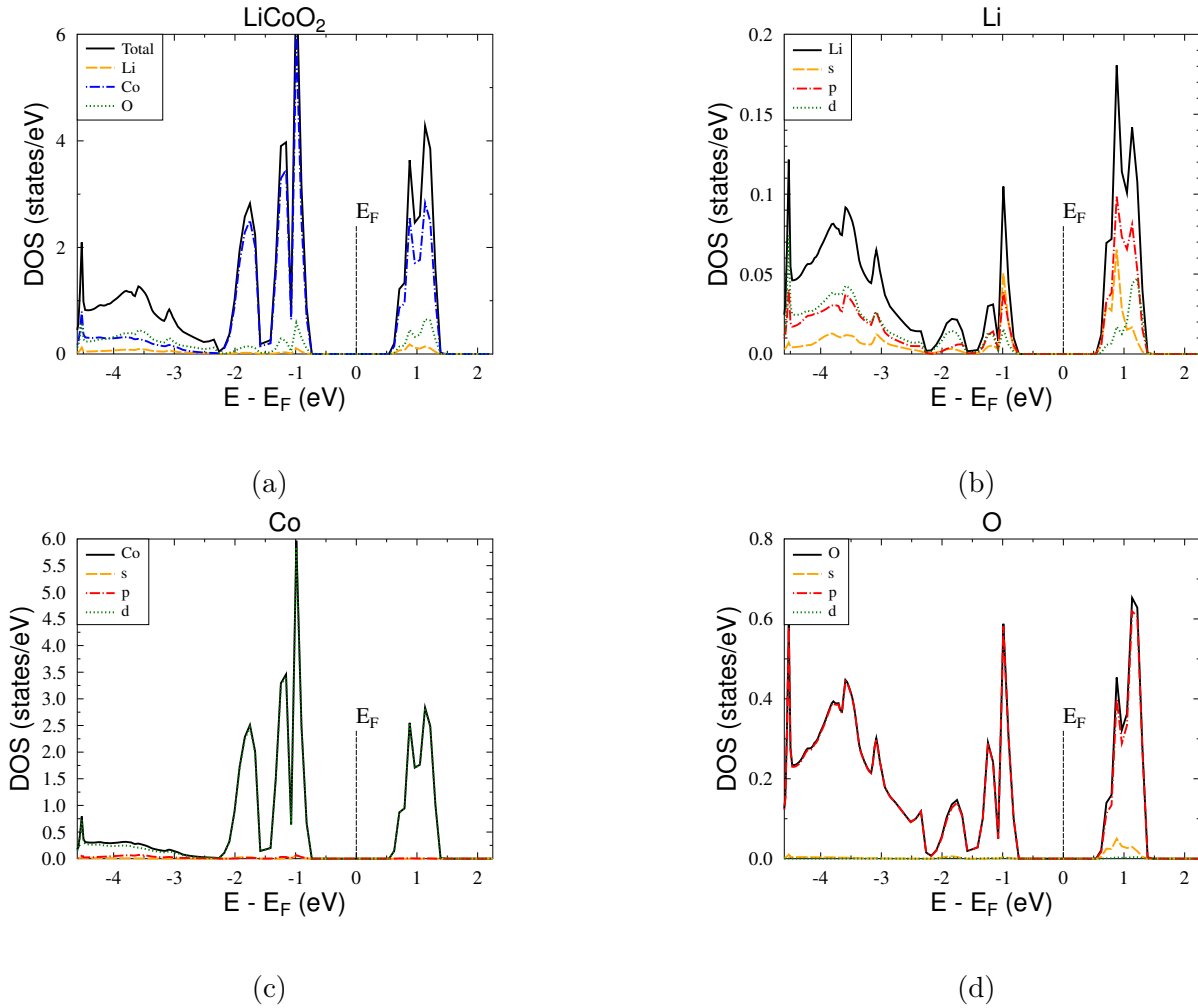 LiCoO₂
6
4
2
0
DOS (states/eV)
Total
Li
Co
O
E_F
-4 -3 -2 -1 0 1 2
E - E_F (eV)
(a)
Li
0.2
0.15
0.1
0.05
0.0
DOS (states/eV)
Li
s
p
d
E_F
-4 -3 -2 -1 0 1 2
E - E_F (eV)
(b)
Co
6.0
5.5
5.0
4.5
4.0
3.5
3.0
2.5
2.0
1.5
1.0
0.5
0.0
DOS (states/eV)
Co
s
p
d
E_F
-4 -3 -2 -1 0 1 2
E - E_F (eV)
(c)
O
0.8
0.6
0.4
0.2
0.0
DOS (states/eV)
O
s
p
d
E_F
-4 -3 -2 -1 0 1 2
E - E_F (eV)
(d)